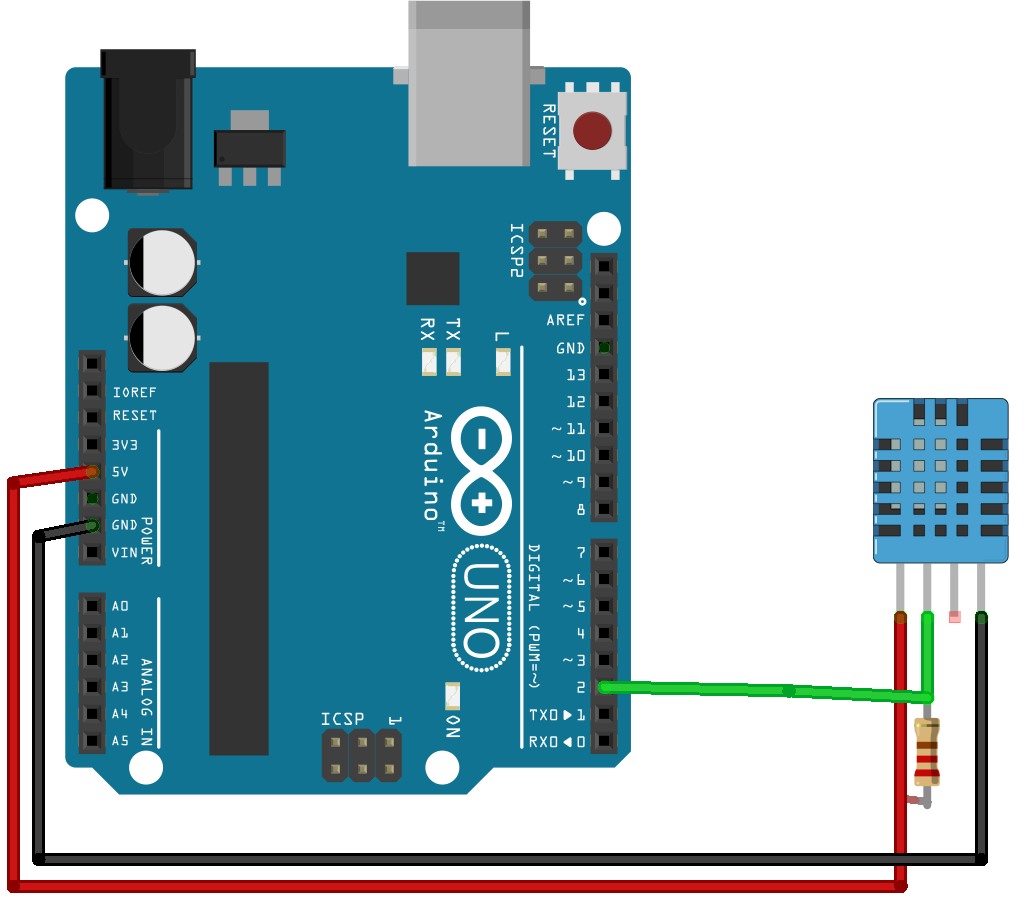 RESET
ICSP2
AREF
GND
13
12
~11
~10
~9
8
RX
TX
L
IOREF
RESET
3V3
5V
GND
GND
VIN
POWER
Arduino™
UNO
DIGITAL (PWM=~)
7
~6
~5
4
~3
2
TX0▶1
RX0◀0
A0
A1
A2
A3
A4
A5
ANALOG IN
ICSP
1
ON